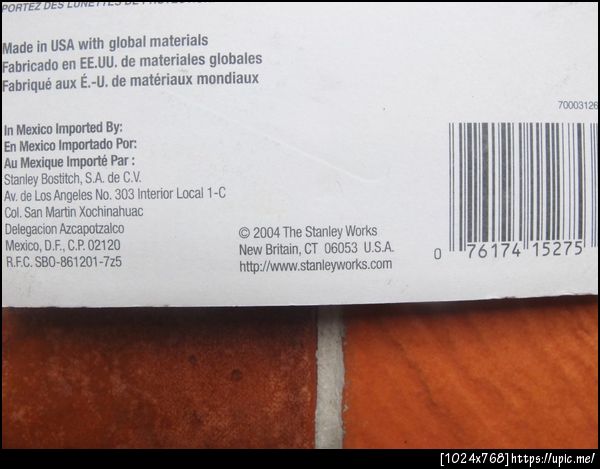 PORTEZ DES LUNETTES DE PROTECTION
Made in USA with global materials
Fabricado en EE.UU. de materiales globales
Fabriqué aux É.-U. de matériaux mondiaux
In Mexico Imported By:
En Mexico Importado Por:
Au Mexique Importé Par :
Stanley Bostitch, S.A. de C.V.
Av. de Los Angeles No. 303 Interior Local 1-C
Col. San Martin Xochinahuac
Delegacion Azcapotzalco
Mexico, D.F., C.P. 02120
R.F.C. SBO-861201-7z5
© 2004 The Stanley Works
New Britain, CT 06053 U.S.A.
http://www.stanleyworks.com
70003126
0 76174 15275
[1024x768]https://upic.me/